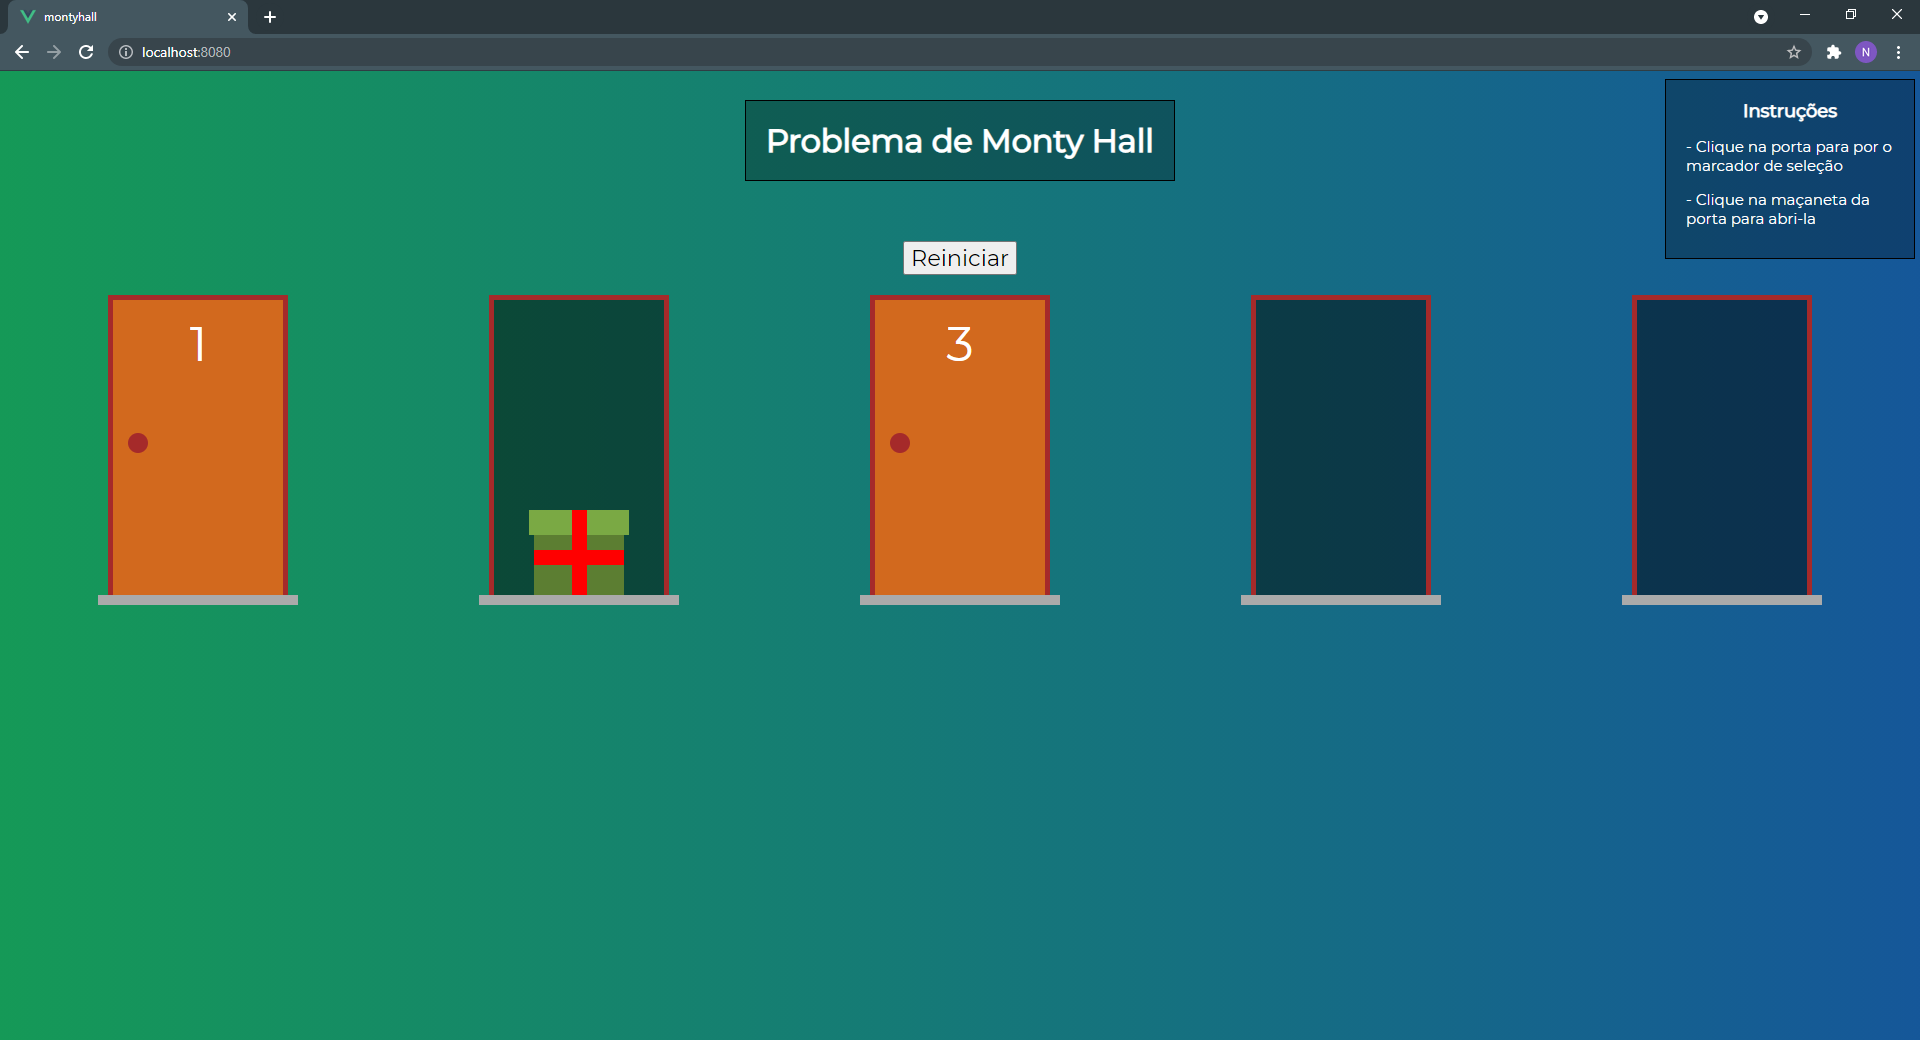 montyhall
localhost:8080
N
Instruções
- Clique na porta para por o
marcador de seleção
- Clique na maçaneta da
porta para abri-la
Problema de Monty Hall
Reiniciar
1
3